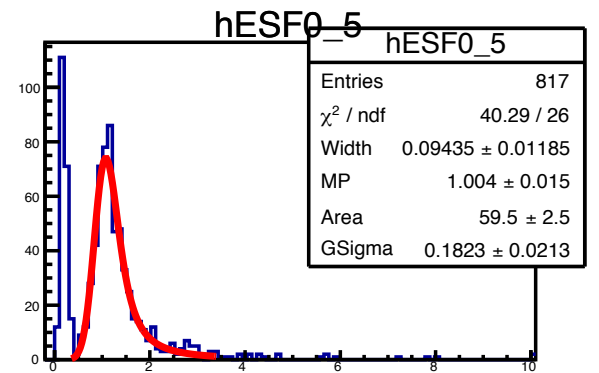 hESF0_5
hESF0_5
Entries 817
χ² / ndf 40.29 / 26
Width 0.09435 ± 0.01185
MP 1.004 ± 0.015
Area 59.5 ± 2.5
GSigma 0.1823 ± 0.0213
100
80
60
40
20
0
0 2 4 6 8 10